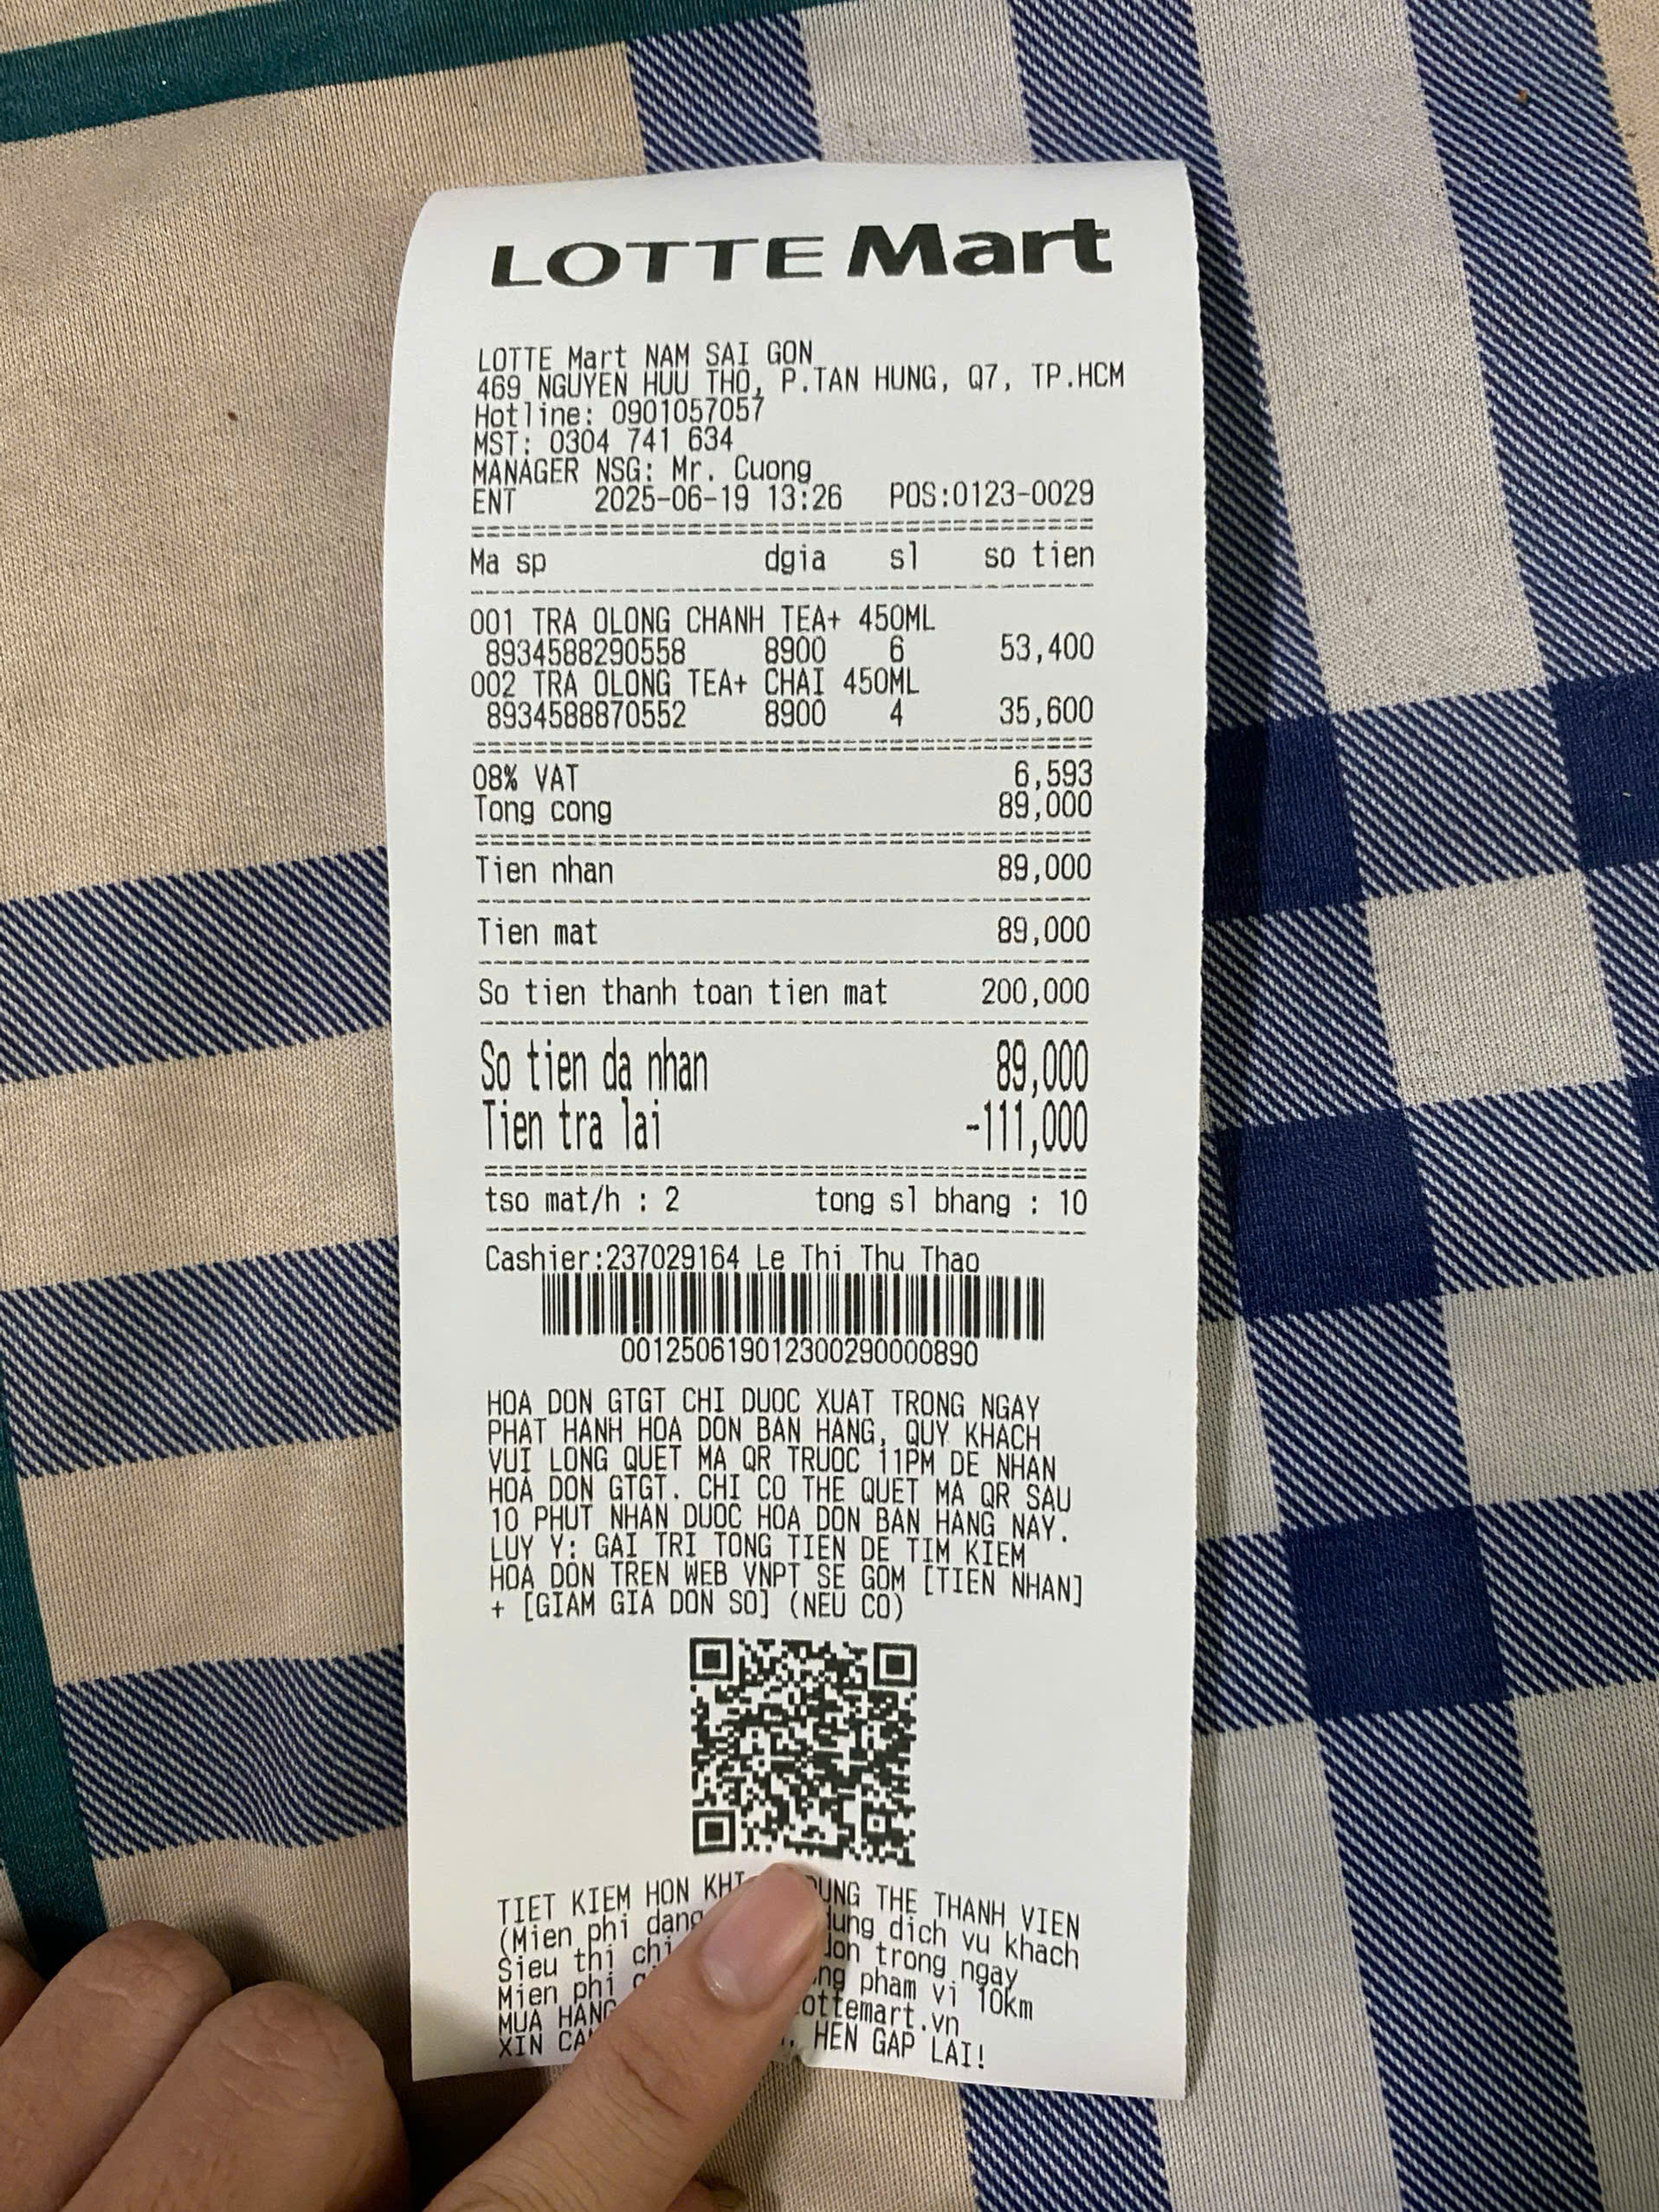 LOTTE Mart
LOTTE Mart NAM SAI GON
469 NGUYEN HUU THO, P.TAN HUNG, Q7, TP.HCM
Hotline: 0901057057
MST: 0304 741 634
MANAGER NSG: Mr. Cuong
ENT 2025-06-19 13:26 POS:0123-0029
Ma sp dgia sl so tien
001 TRA OLONG CHANH TEA+ 450ML
8934588290558 8900 6 53,400
002 TRA OLONG TEA+ CHAI 450ML
8934588870552 8900 4 35,600
08% VAT 6,593
Tong cong 89,000
Tien nhan 89,000
Tien mat 89,000
So tien thanh toan tien mat 200,000
So tien da nhan 89,000
Tien tra lai -111,000
tso mat/h : 2 tong sl bhang : 10
Cashier:237029164 Le Thi Thu Thao
001250619012300290000890
HOA DON GTGT CHI DUOC XUAT TRONG NGAY
PHAT HANH HOA DON BAN HANG, QUY KHACH
VUI LONG QUET MA QR TRUOC 11PM DE NHAN
HOA DON GTGT. CHI CO THE QUET MA QR SAU
10 PHUT NHAN DUOC HOA DON BAN HANG NAY.
LUY Y: GAI TRI TONG TIEN DE TIM KIEM
HOA DON TREN WEB VNPT SE GOM [TIEN NHAN]
+ [GIAM GIA DON SO] (NEU CO)
TIET KIEM HON KHI DUNG THE THANH VIEN
(Mien phi dang dung dich vu khach
Sieu thi chi don trong ngay
Mien phi pham vi 10km
MUA HANG ottemart.vn
XIN HEN GAP LAI!